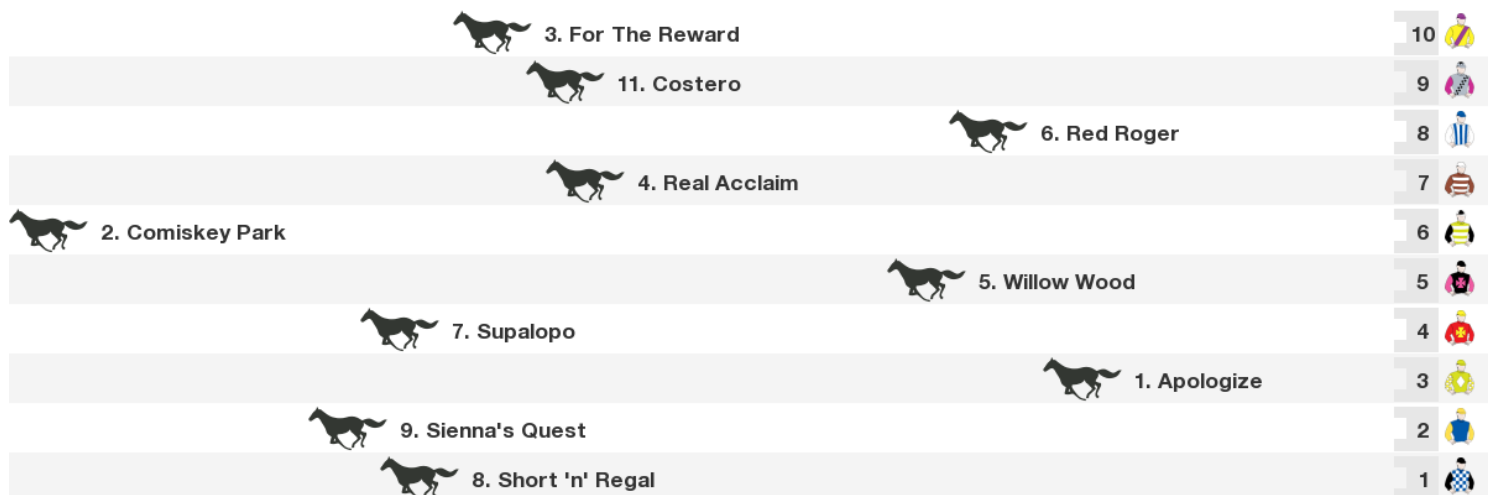 3. For The Reward 10
11. Costero 9
6. Red Roger 8
4. Real Acclaim 7
2. Comiskey Park 6
5. Willow Wood 5
7. Supalopo 4
1. Apologize 3
9. Sienna's Quest 2
8. Short 'n' Regal 1